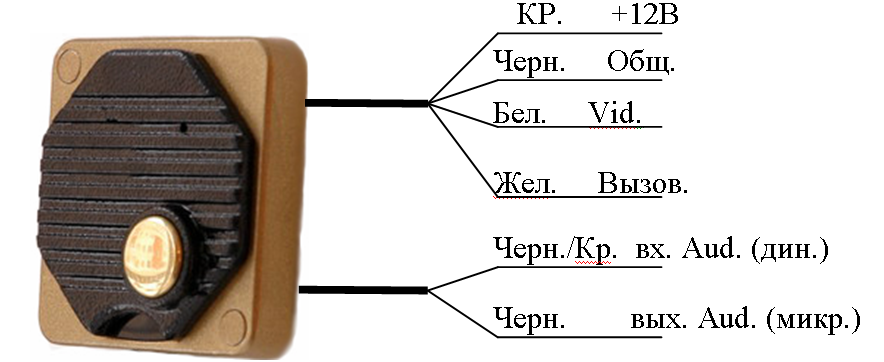 КР. +12В
Черн. Общ.
Бел. Vid.
Жел. Вызов.
Черн./Кр. вх. Aud. (дин.)
Черн. вых. Aud. (микр.)